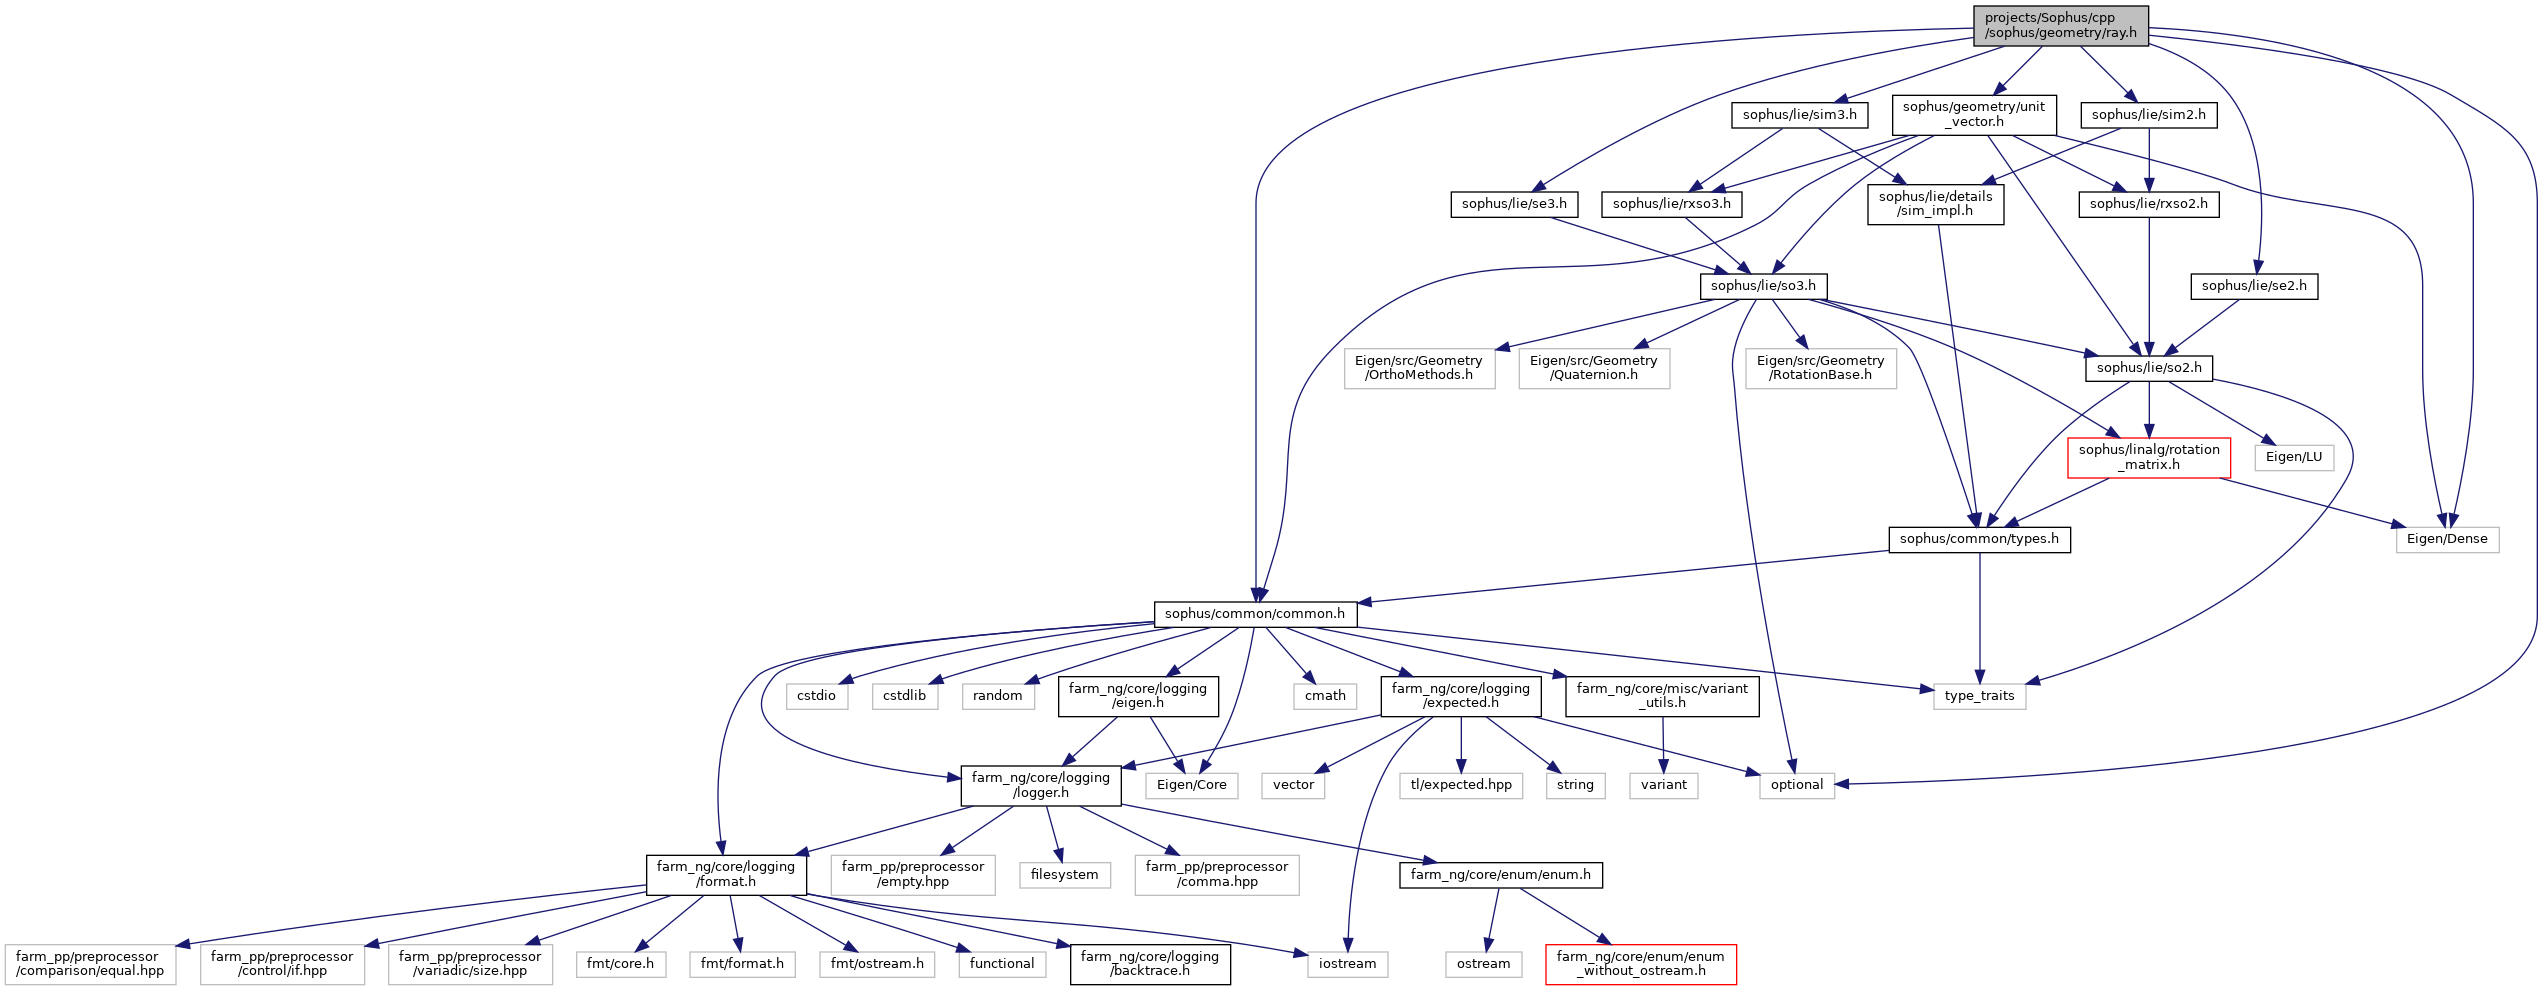 projects/Sophus/cpp
/sophus/geometry/ray.h
sophus/lie/sim3.h
sophus/geometry/unit
_vector.h
sophus/lie/sim2.h
sophus/lie/se3.h
sophus/lie/rxso3.h
sophus/lie/details
/sim_impl.h
sophus/lie/rxso2.h
sophus/lie/so3.h
sophus/lie/se2.h
Eigen/src/Geometry
/OrthoMethods.h
Eigen/src/Geometry
/Quaternion.h
Eigen/src/Geometry
/RotationBase.h
sophus/lie/so2.h
sophus/linalg/rotation
_matrix.h
Eigen/LU
sophus/common/types.h
Eigen/Dense
sophus/common/common.h
cstdio
cstdlib
random
farm_ng/core/logging
/eigen.h
cmath
farm_ng/core/logging
/expected.h
farm_ng/core/misc/variant
_utils.h
type_traits
farm_ng/core/logging
/logger.h
Eigen/Core
vector
tl/expected.hpp
string
variant
optional
farm_ng/core/logging
/format.h
farm_pp/preprocessor
/empty.hpp
filesystem
farm_pp/preprocessor
/comma.hpp
farm_ng/core/enum/enum.h
farm_pp/preprocessor
/comparison/equal.hpp
farm_pp/preprocessor
/control/if.hpp
farm_pp/preprocessor
/variadic/size.hpp
fmt/core.h
fmt/format.h
fmt/ostream.h
functional
farm_ng/core/logging
/backtrace.h
iostream
ostream
farm_ng/core/enum/enum
_without_ostream.h